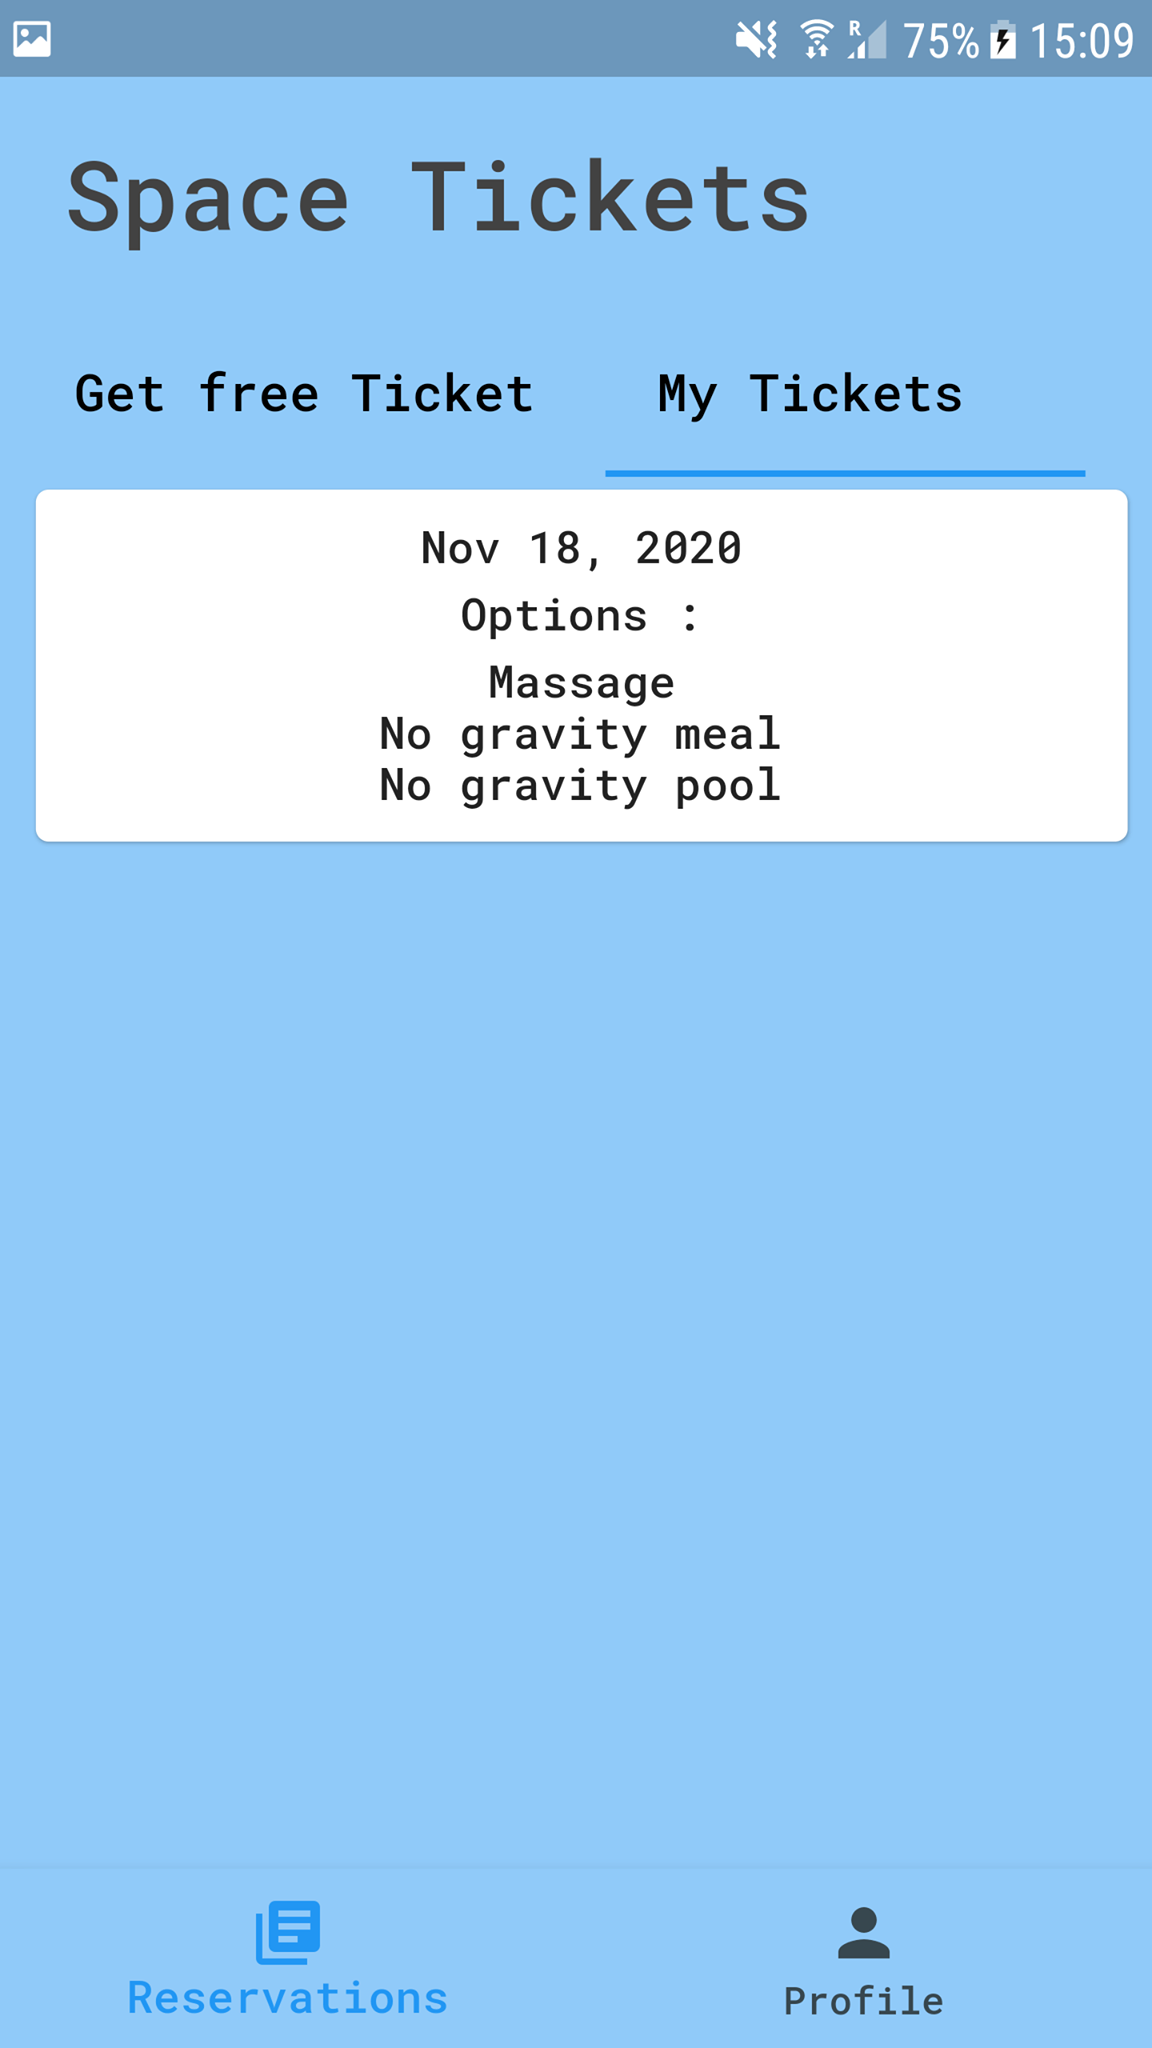 R 75% 15:09
Space Tickets
Get free Ticket My Tickets
Nov 18, 2020
Options :
Massage
No gravity meal
No gravity pool
Reservations Profile